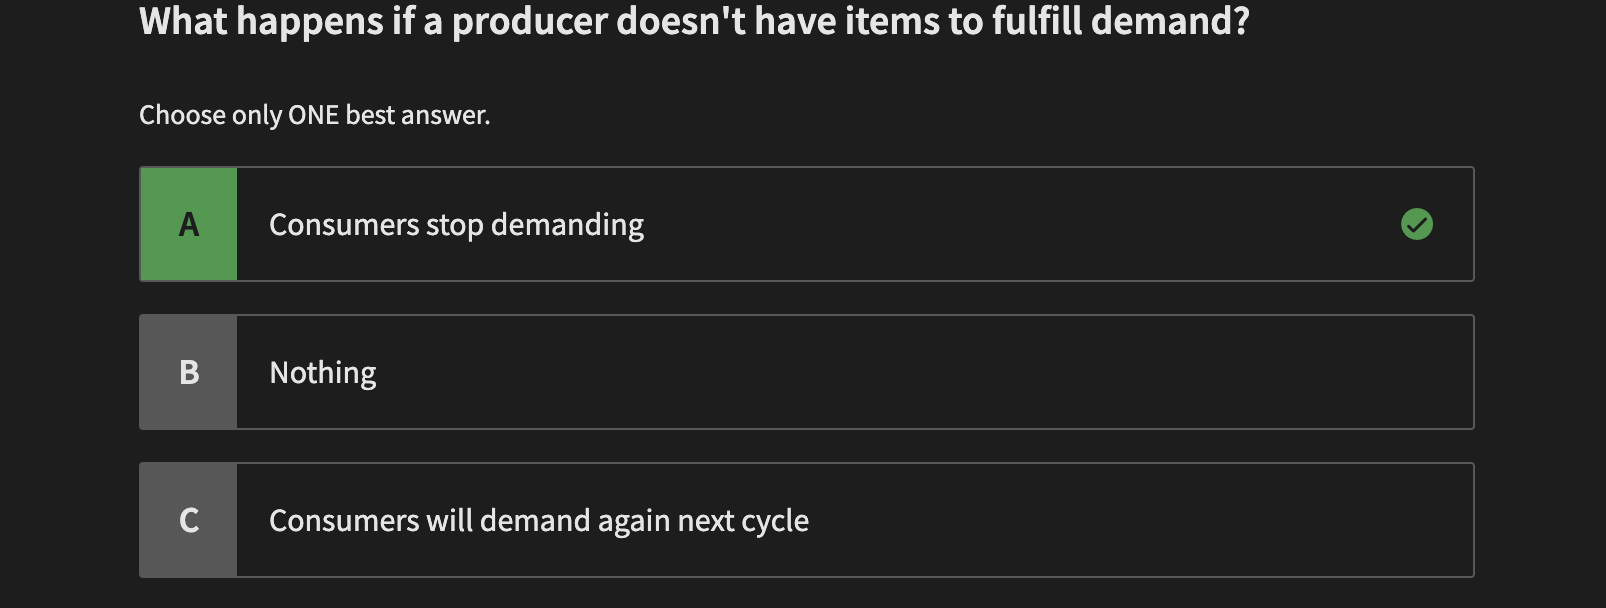 What happens if a producer doesn't have items to fulfill demand?
Choose only ONE best answer.
A Consumers stop demanding
B Nothing
C Consumers will demand again next cycle